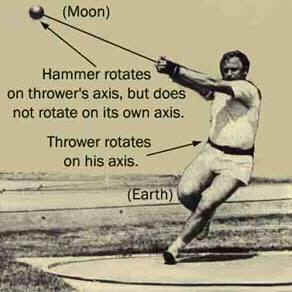 (Moon)
Hammer rotates
on thrower's axis, but does
not rotate on its own axis.
Thrower rotates
on his axis.
(Earth)